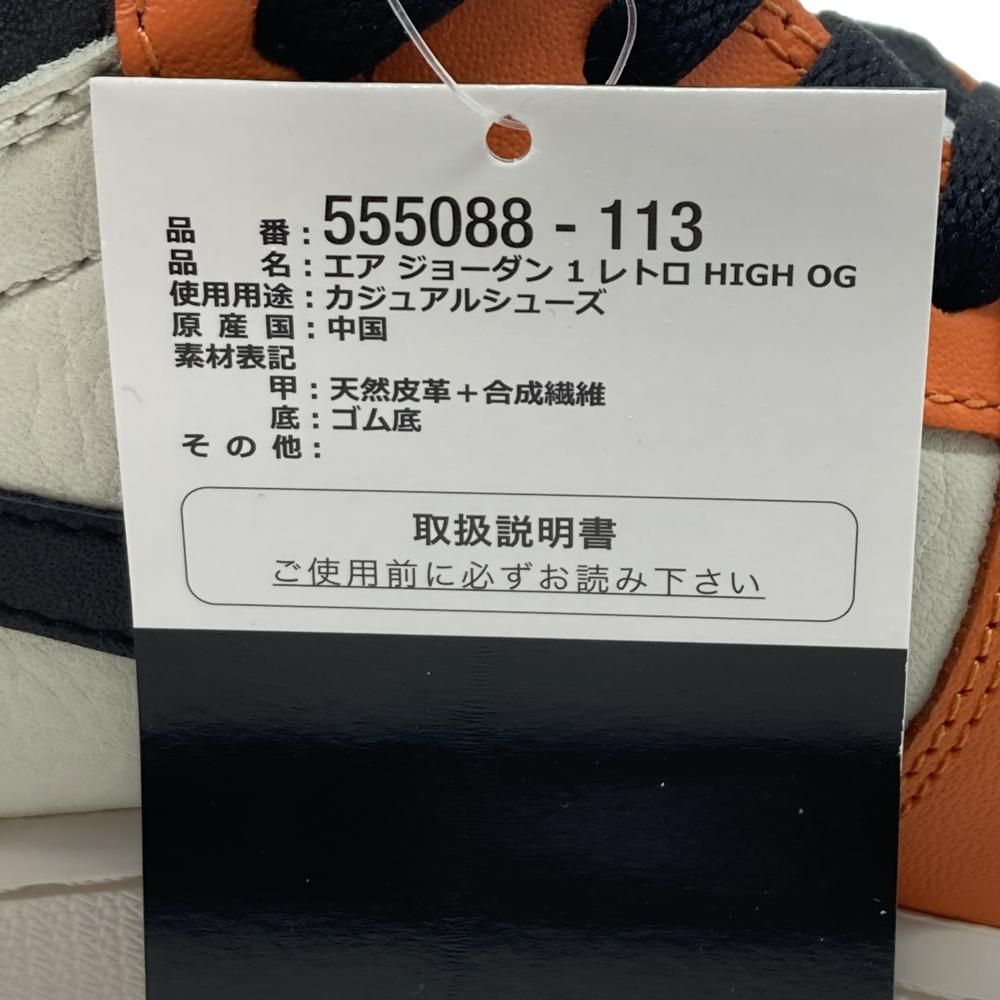 品番:555088-113
品名:エア ジョーダン 1 レトロ HIGH OG
使用用途:カジュアルシューズ
原産国:中国
素材表記
甲:天然皮革+合成繊維
底:ゴム底
その他:
取扱説明書
ご使用前に必ずお読み下さい